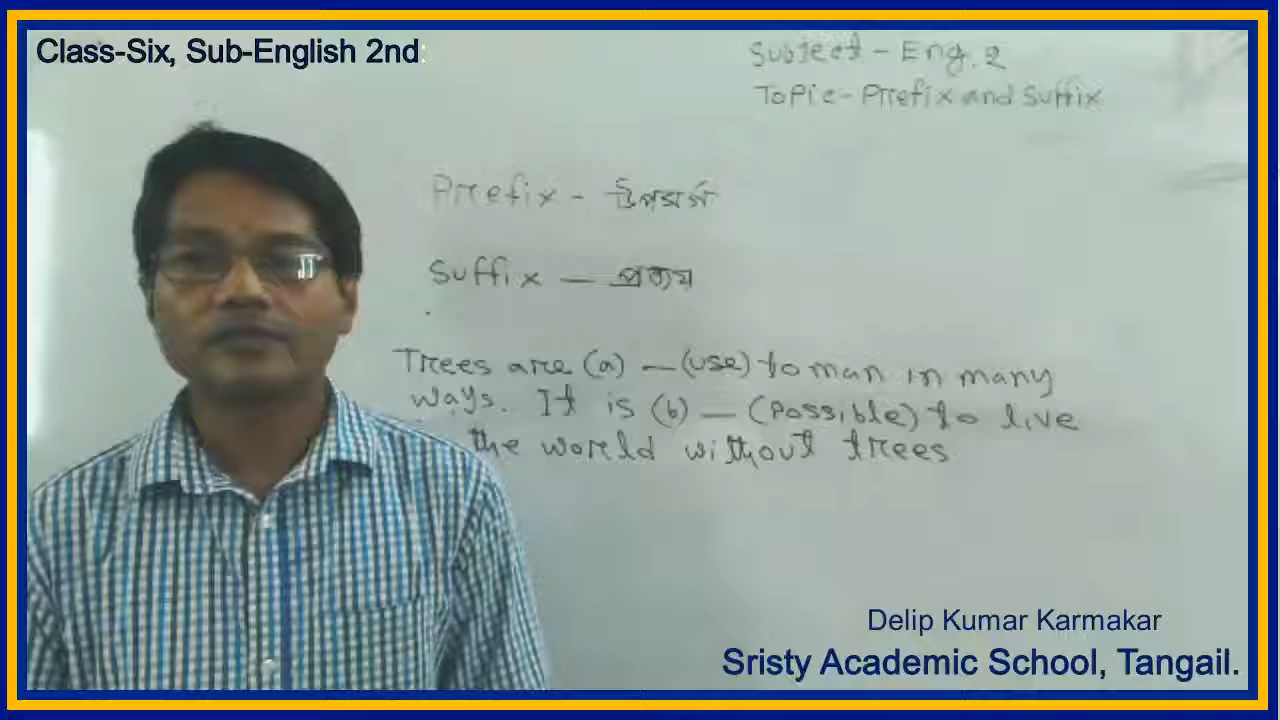 Class-Six, Sub-English 2nd:
Subject - Eng. 2
Topic- Prefix and Suffix
Prefix - উপসর্গ
Suffix — প্রত্যয়
Trees are (a) — (use) to man in many
ways. It is (b) — (possible) to live
the world without trees
Delip Kumar Karmakar
Sristy Academic School, Tangail.